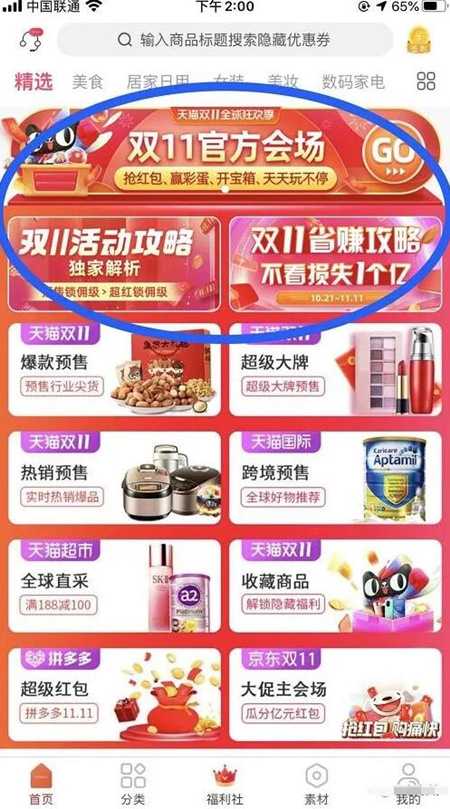 中国联通
下午2:00
65%
输入商品标题搜索隐藏优惠券
精选 美食 居家日用 女装 美妆 数码家电
天猫双11全球狂欢季
双11官方会场
抢红包、赢彩蛋、开宝箱、天天玩不停
GO
双11活动攻略
独家解析
预售锁佣级>超红锁佣级
双11省赚攻略
不看损失1个亿
10.21-11.11
天猫双11
爆款预售
预售行业尖货
天猫双11
超级大牌
超级大牌预售
天猫双11
热销预售
实时热销爆品
天猫国际
跨境预售
全球好物推荐
Aptamil
天猫超市
全球直采
满188减100
SK-II
a2
Platinum
天猫双11
收藏商品
解锁隐藏福利
拼多多
超级红包
拼多多11.11
京东双11
大促主会场
瓜分亿元红包
抢红包 购痛快
首页 分类 福利社 素材 我的